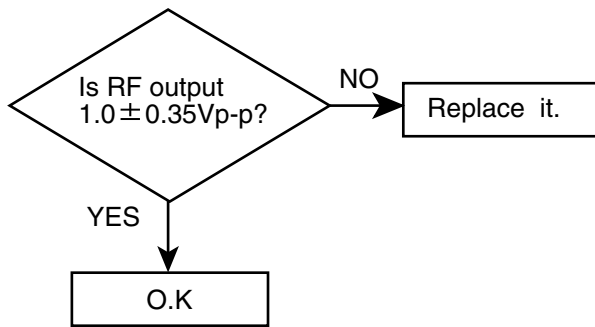 Is RF output
1.0±0.35Vp-p?
NO
Replace it.
YES
O.K